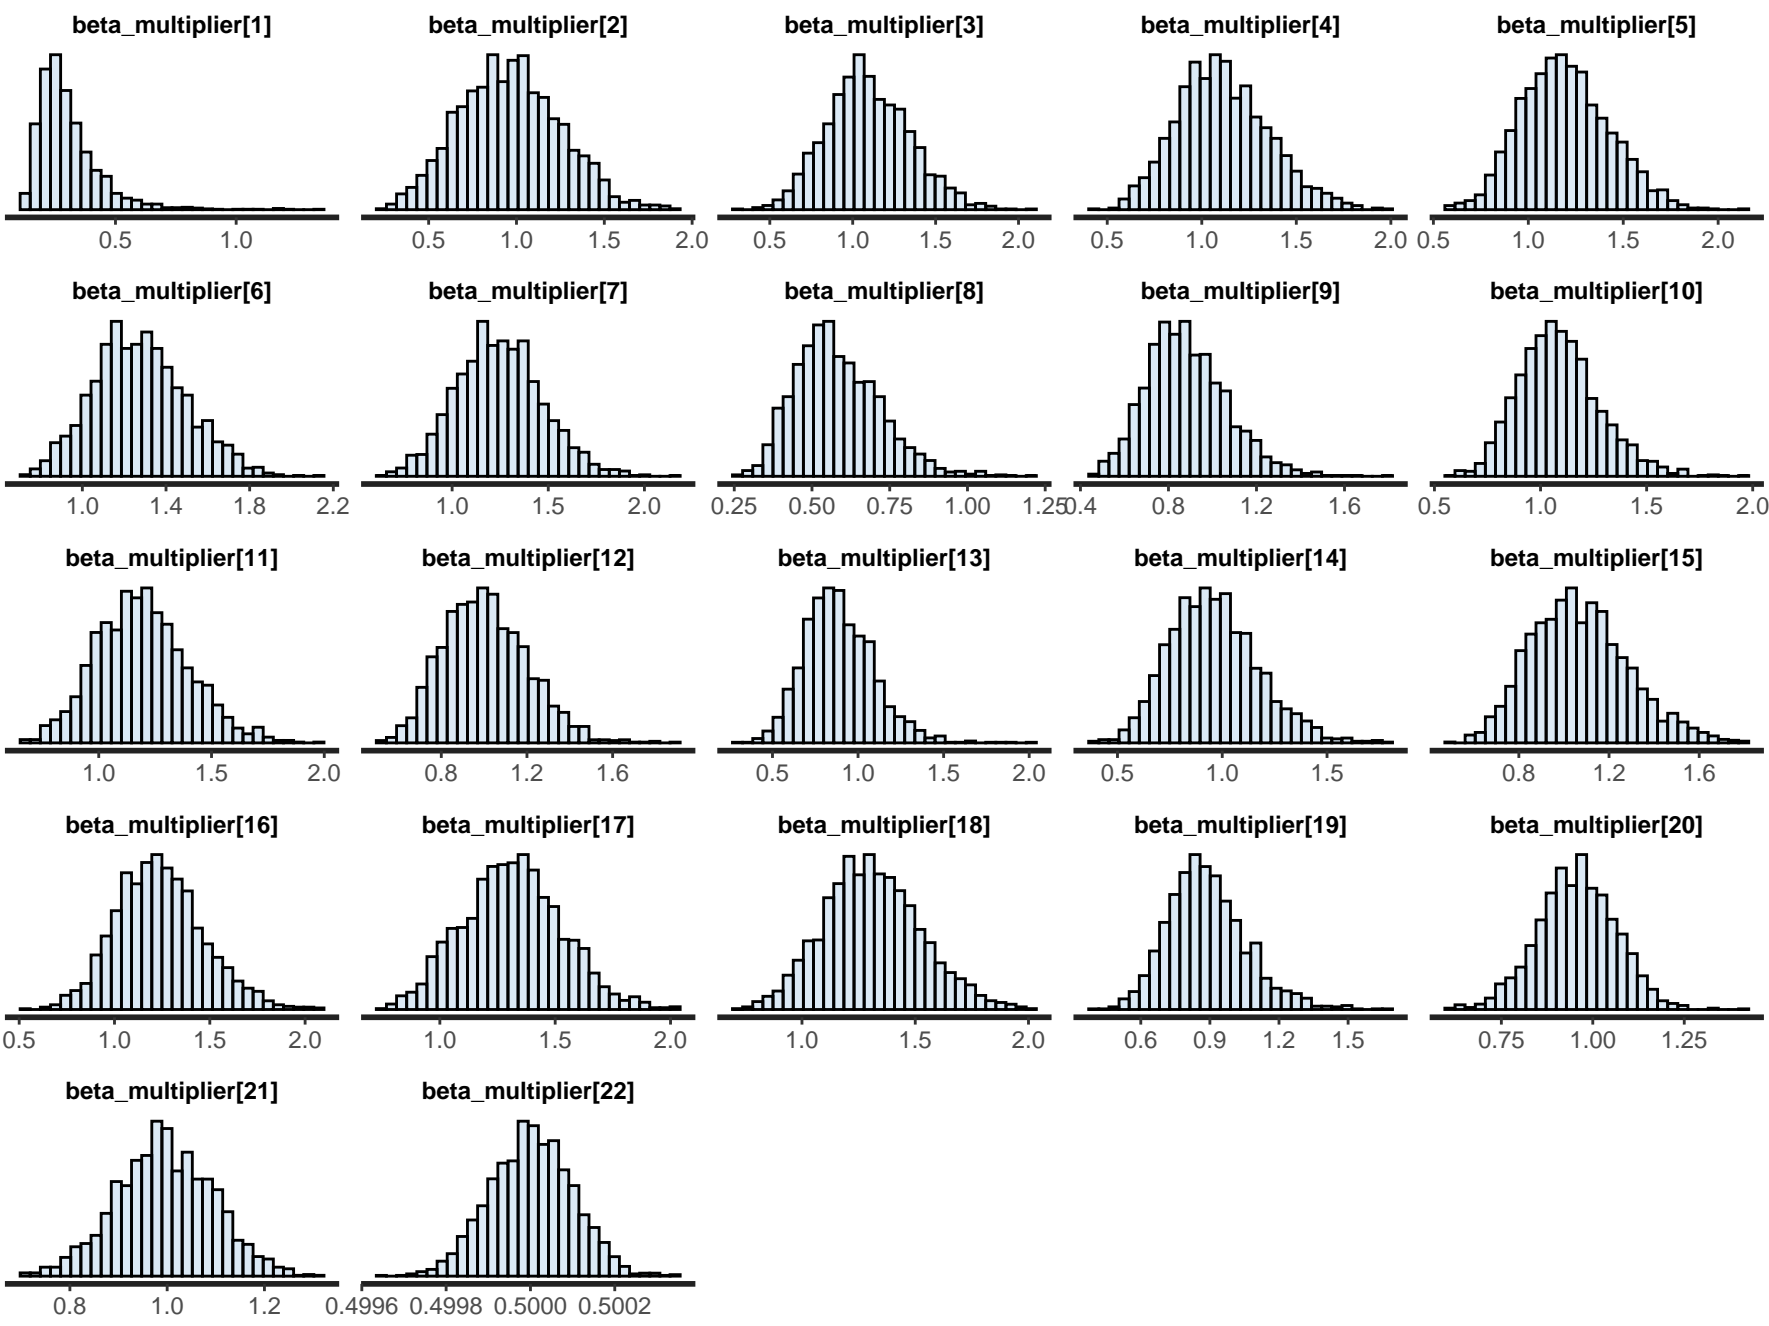 beta_multiplier[1] beta_multiplier[2] beta_multiplier[3] beta_multiplier[4] beta_multiplier[5]
0.5 1.0 0.5 1.0 1.5 2.0 0.5 1.0 1.5 2.0 0.5 1.0 1.5 2.0 0.5 1.0 1.5 2.0
beta_multiplier[6] beta_multiplier[7] beta_multiplier[8] beta_multiplier[9] beta_multiplier[10]
1.0 1.4 1.8 2.2 1.0 1.5 2.0 0.25 0.50 0.75 1.00 1.25 0.4 0.8 1.2 1.6 0.5 1.0 1.5 2.0
beta_multiplier[11] beta_multiplier[12] beta_multiplier[13] beta_multiplier[14] beta_multiplier[15]
1.0 1.5 2.0 0.8 1.2 1.6 0.5 1.0 1.5 2.0 0.5 1.0 1.5 0.8 1.2 1.6
beta_multiplier[16] beta_multiplier[17] beta_multiplier[18] beta_multiplier[19] beta_multiplier[20]
0.5 1.0 1.5 2.0 1.0 1.5 2.0 1.0 1.5 2.0 0.6 0.9 1.2 1.5 0.75 1.00 1.25
beta_multiplier[21] beta_multiplier[22]
0.8 1.0 1.2 0.4996 0.4998 0.5000 0.5002